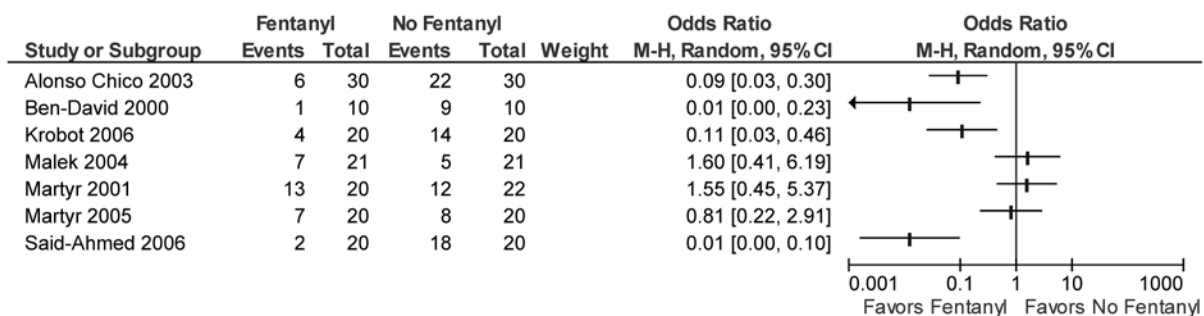 Fentanyl No Fentanyl Odds Ratio Odds Ratio
Study or Subgroup Events Total Events Total Weight M-H, Random, 95% CI M-H, Random, 95% CI
Alonso Chico 2003 6 30 22 30 0.09 [0.03, 0.30]
Ben-David 2000 1 10 9 10 0.01 [0.00, 0.23]
Krobot 2006 4 20 14 20 0.11 [0.03, 0.46]
Malek 2004 7 21 5 21 1.60 [0.41, 6.19]
Martyr 2001 13 20 12 22 1.55 [0.45, 5.37]
Martyr 2005 7 20 8 20 0.81 [0.22, 2.91]
Said-Ahmed 2006 2 20 18 20 0.01 [0.00, 0.10]
0.001 0.1 1 10 1000
Favors Fentanyl Favors No Fentanyl